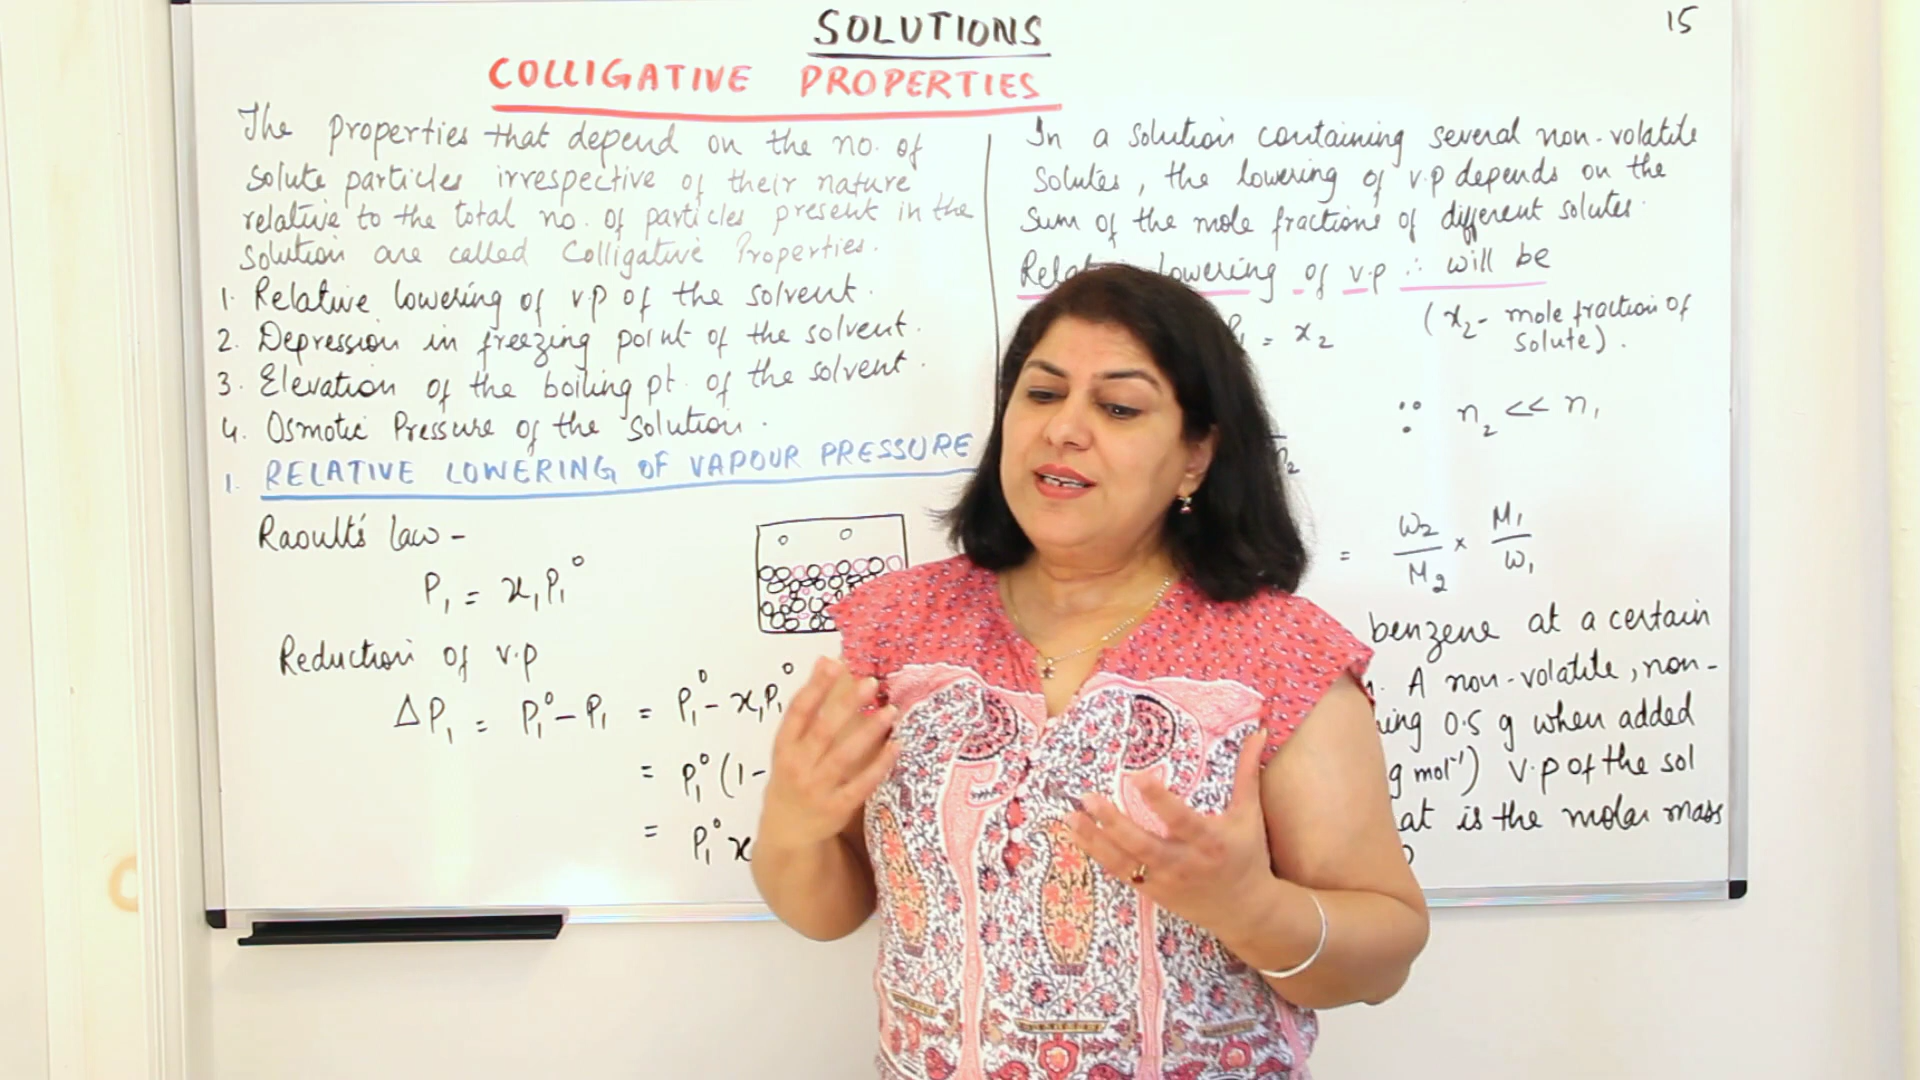 SOLUTIONS
15
COLLIGATIVE PROPERTIES
The properties that depend on the no. of
solute particles irrespective of their nature
relative to the total no. of particles present in the
solution are called Colligative Properties.
1. Relative lowering of v.p of the solvent.
2. Depression in freezing point of the solvent.
3. Elevation of the boiling pt. of the solvent.
4. Osmotic Pressure of the solution.
1. RELATIVE LOWERING OF VAPOUR PRESSURE
Raoult's law -
P₁ = x₁P₁°
Reduction of v.p
ΔP₁ = P₁° - P₁ = P₁° - x₁P₁°
= P₁° (1 -
= P₁° x
In a solution containing several non-volatile
solutes, the lowering of v.p depends on the
sum of the mole fractions of different solutes.
lowering of v.p ∴ will be
= x₂ (x₂ - mole fraction of
solute).
∵ n₂ << n₁
= w₂/M₂ × M₁/w₁
benzene at a certain
A non-volatile, non-
0.5 g when added
g mol⁻¹) v.p of the sol
is the molar mass